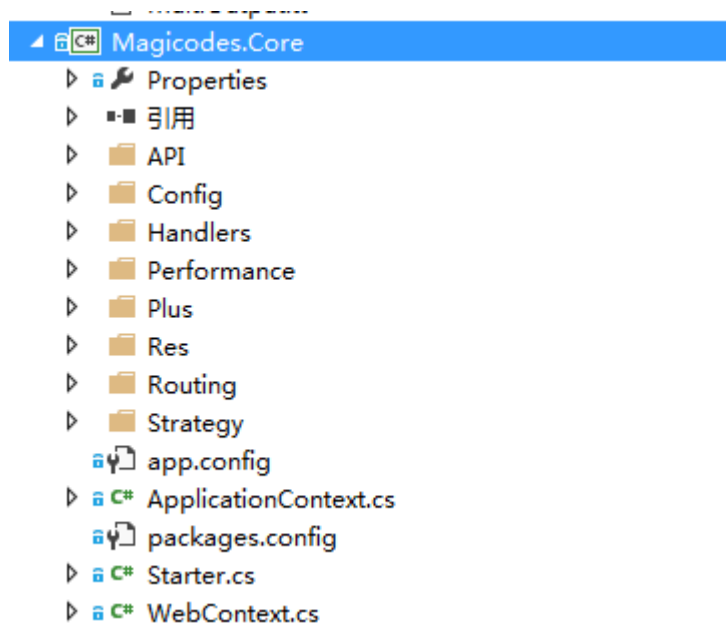 C# Magicodes.Core
Properties
引用
API
Config
Handlers
Performance
Plus
Res
Routing
Strategy
app.config
C# ApplicationContext.cs
packages.config
C# Starter.cs
C# WebContext.cs